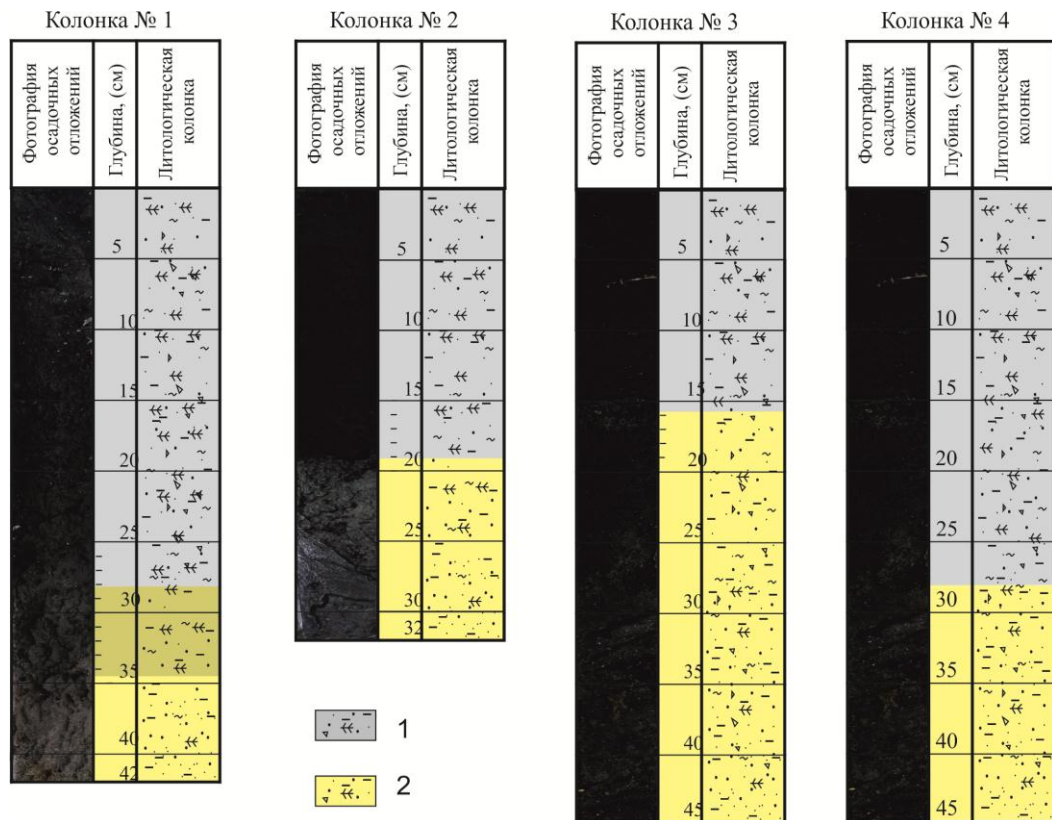 Колонка № 1
Фотография осадочных отложений
Глубина, (см)
Литологическая колонка
5
10
15
20
25
30
35
40
42
Колонка № 2
Фотография осадочных отложений
Глубина, (см)
Литологическая колонка
5
10
15
20
25
30
32
1
2
Колонка № 3
Фотография осадочных отложений
Глубина, (см)
Литологическая колонка
5
10
15
20
25
30
35
40
45
Колонка № 4
Фотография осадочных отложений
Глубина, (см)
Литологическая колонка
5
10
15
20
25
30
35
40
45